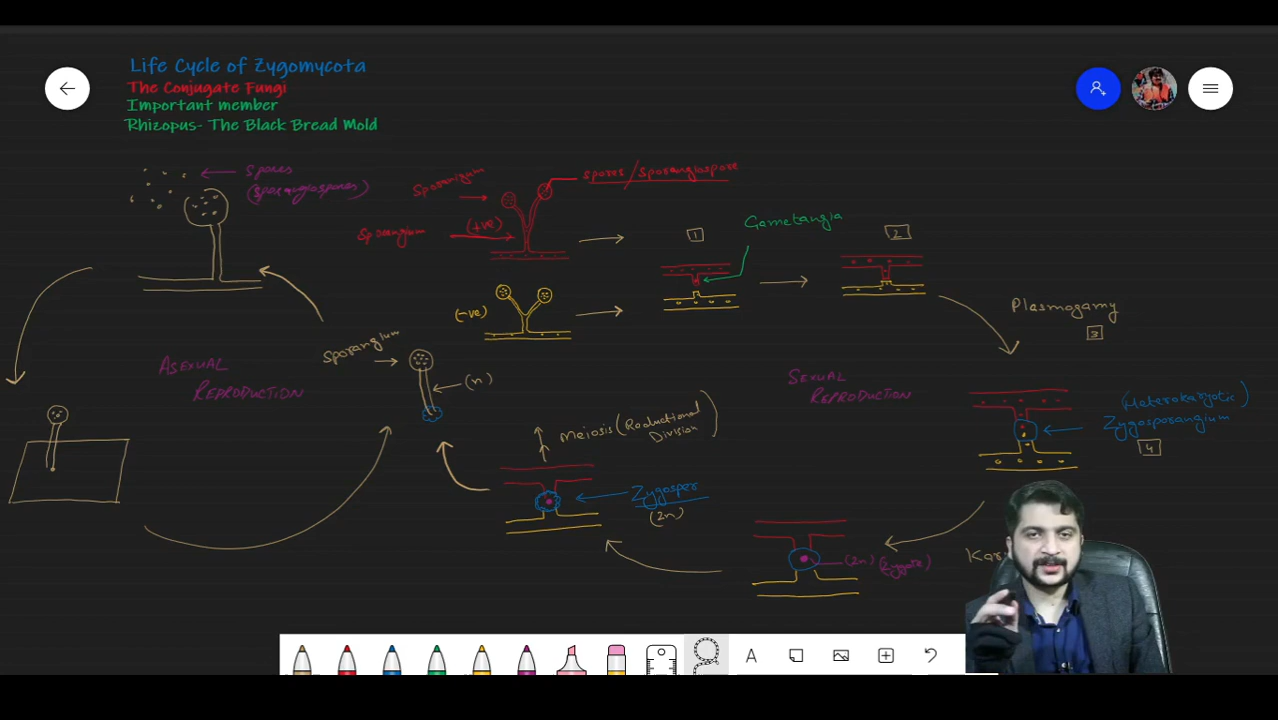 Life Cycle of Zygomycota
The Conjugate Fungi
Important member
Rhizopus- The Black Bread Mold
Spores
(sporangiospores)
Sporangium
spores/sporangiospore
Sporangium
(+ve)
1
Gametangia
2
(-ve)
Plasmogamy
3
Sporangium
(n)
ASEXUAL
REPRODUCTION
SEXUAL
REPRODUCTION
(Heterokaryotic)
Zygosporangium
4
Meiosis (Reductional
Division)
Zygosper
(2n)
(2n) (Zygote)
Kar
A